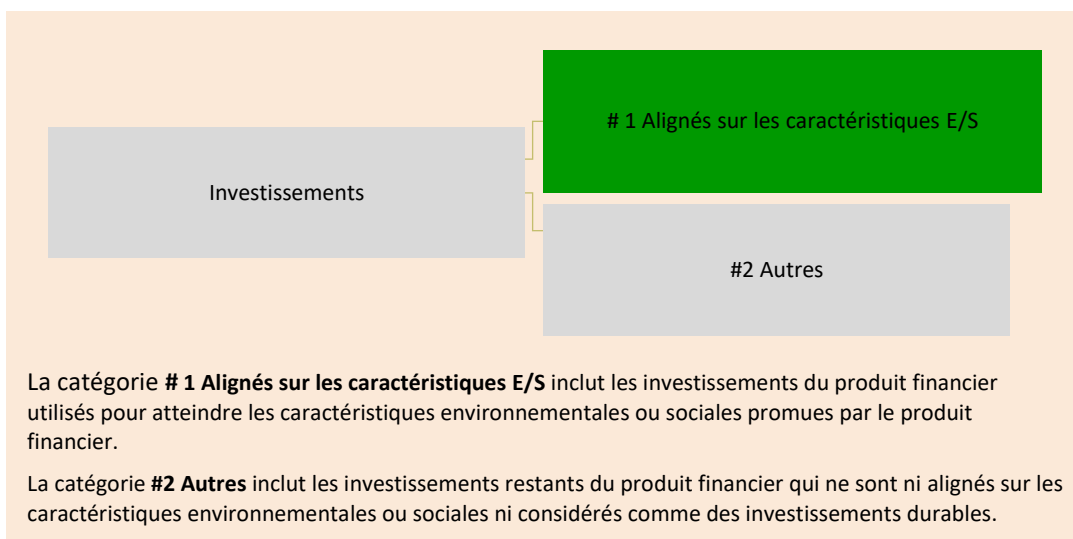 # 1 Alignés sur les caractéristiques E/S
Investissements
#2 Autres
La catégorie # 1 Alignés sur les caractéristiques E/S inclut les investissements du produit financier
utilisés pour atteindre les caractéristiques environnementales ou sociales promues par le produit
financier.
La catégorie #2 Autres inclut les investissements restants du produit financier qui ne sont ni alignés sur les
caractéristiques environnementales ou sociales ni considérés comme des investissements durables.